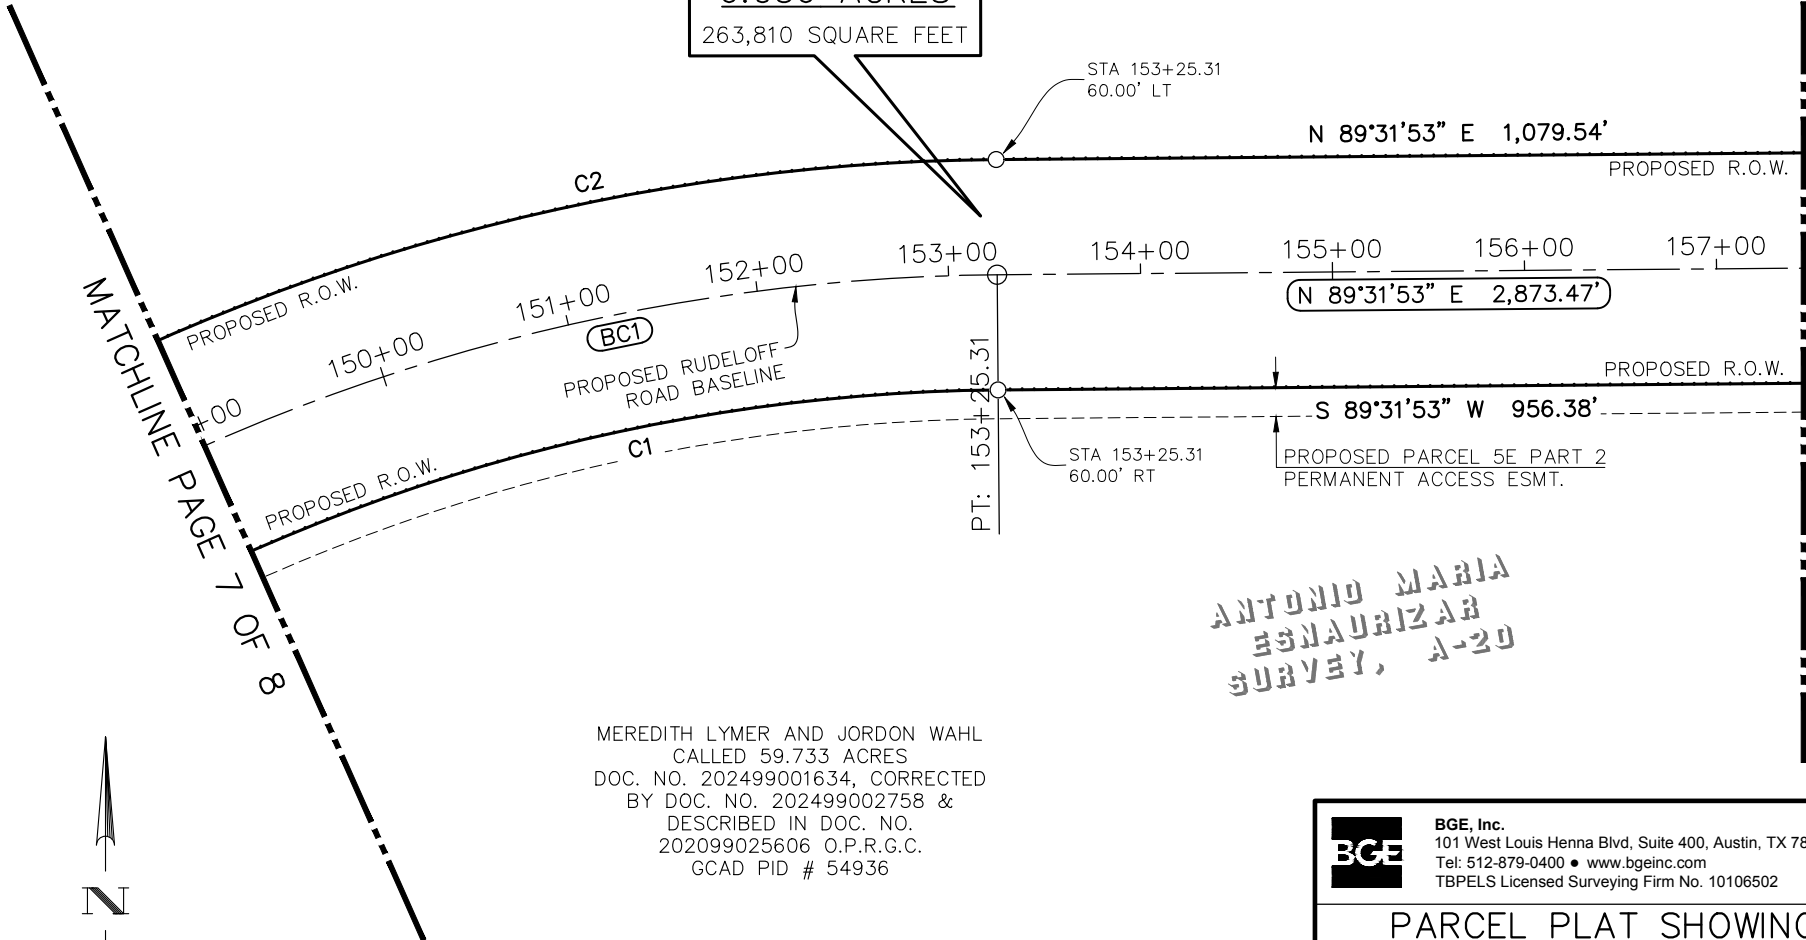 263,810 SQUARE FEET
STA 153+25.31
60.00' LT
N 89°31'53" E 1,079.54'
PROPOSED R.O.W.
C2
153+00
154+00
155+00
156+00
157+00
152+00
151+00
150+00
+00
N 89°31'53" E 2,873.47'
PROPOSED R.O.W.
BC1
PROPOSED RUDELOFF
ROAD BASELINE
PT: 153+25.31
PROPOSED R.O.W.
S 89°31'53" W 956.38'
C1
PROPOSED R.O.W.
STA 153+25.31
60.00' RT
PROPOSED PARCEL 5E PART 2
PERMANENT ACCESS ESMT.
MATCHLINE PAGE 7 OF 8
ANTONIO MARIA
ESNAURIZAR
SURVEY, A-20
MEREDITH LYMER AND JORDON WAHL
CALLED 59.733 ACRES
DOC. NO. 202499001634, CORRECTED
BY DOC. NO. 202499002758 &
DESCRIBED IN DOC. NO.
202099025606 O.P.R.G.C.
GCAD PID # 54936
N
BGE
BGE, Inc.
101 West Louis Henna Blvd, Suite 400, Austin, TX 78
Tel: 512-879-0400 ● www.bgeinc.com
TBPELS Licensed Surveying Firm No. 10106502
PARCEL PLAT SHOWING